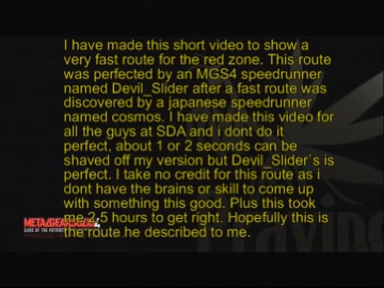 I have made this short video to show a
very fast route for the red zone. This route
was perfected by an MGS4 speedrunner
named Devil_Slider after a fast route was
discovered by a japanese speedrunner
named cosmos. I have made this video for
all the guys at SDA and i dont do it
perfect, about 1 or 2 seconds can be
shaved off my version but Devil_Slider`s is
perfect. I take no credit for this route as i
dont have the brains or skill to come up
with something this good. Plus this took
me 2,5 hours to get right. Hopefully this is
the route he described to me.
METAL GEAR SOLID 4
GUNS OF THE PATRIOTS